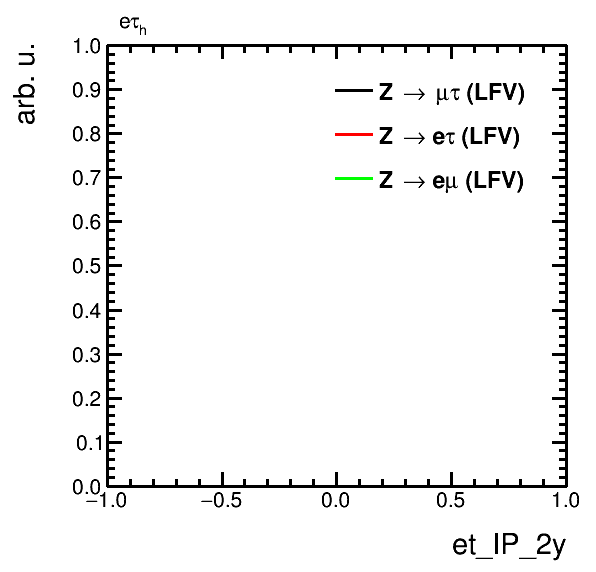 eτh
arb. u.
1.0
0.9
0.8
0.7
0.6
0.5
0.4
0.3
0.2
0.1
0.0
Z → μτ (LFV)
Z → eτ (LFV)
Z → eμ (LFV)
−1.0 −0.5 0.0 0.5 1.0
et_IP_2y